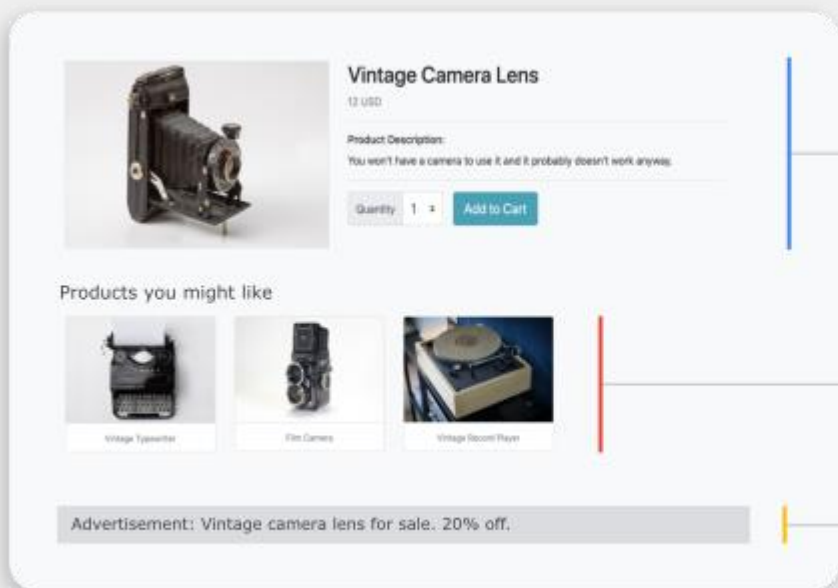 Vintage Camera Lens
12 USD
Product Description:
You won't have a camera to use it and it probably doesn't work anyway.
Quantity 1 Add to Cart
Products you might like
Vintage Typewriter Film Camera Vintage Record Player
Advertisement: Vintage camera lens for sale. 20% off.